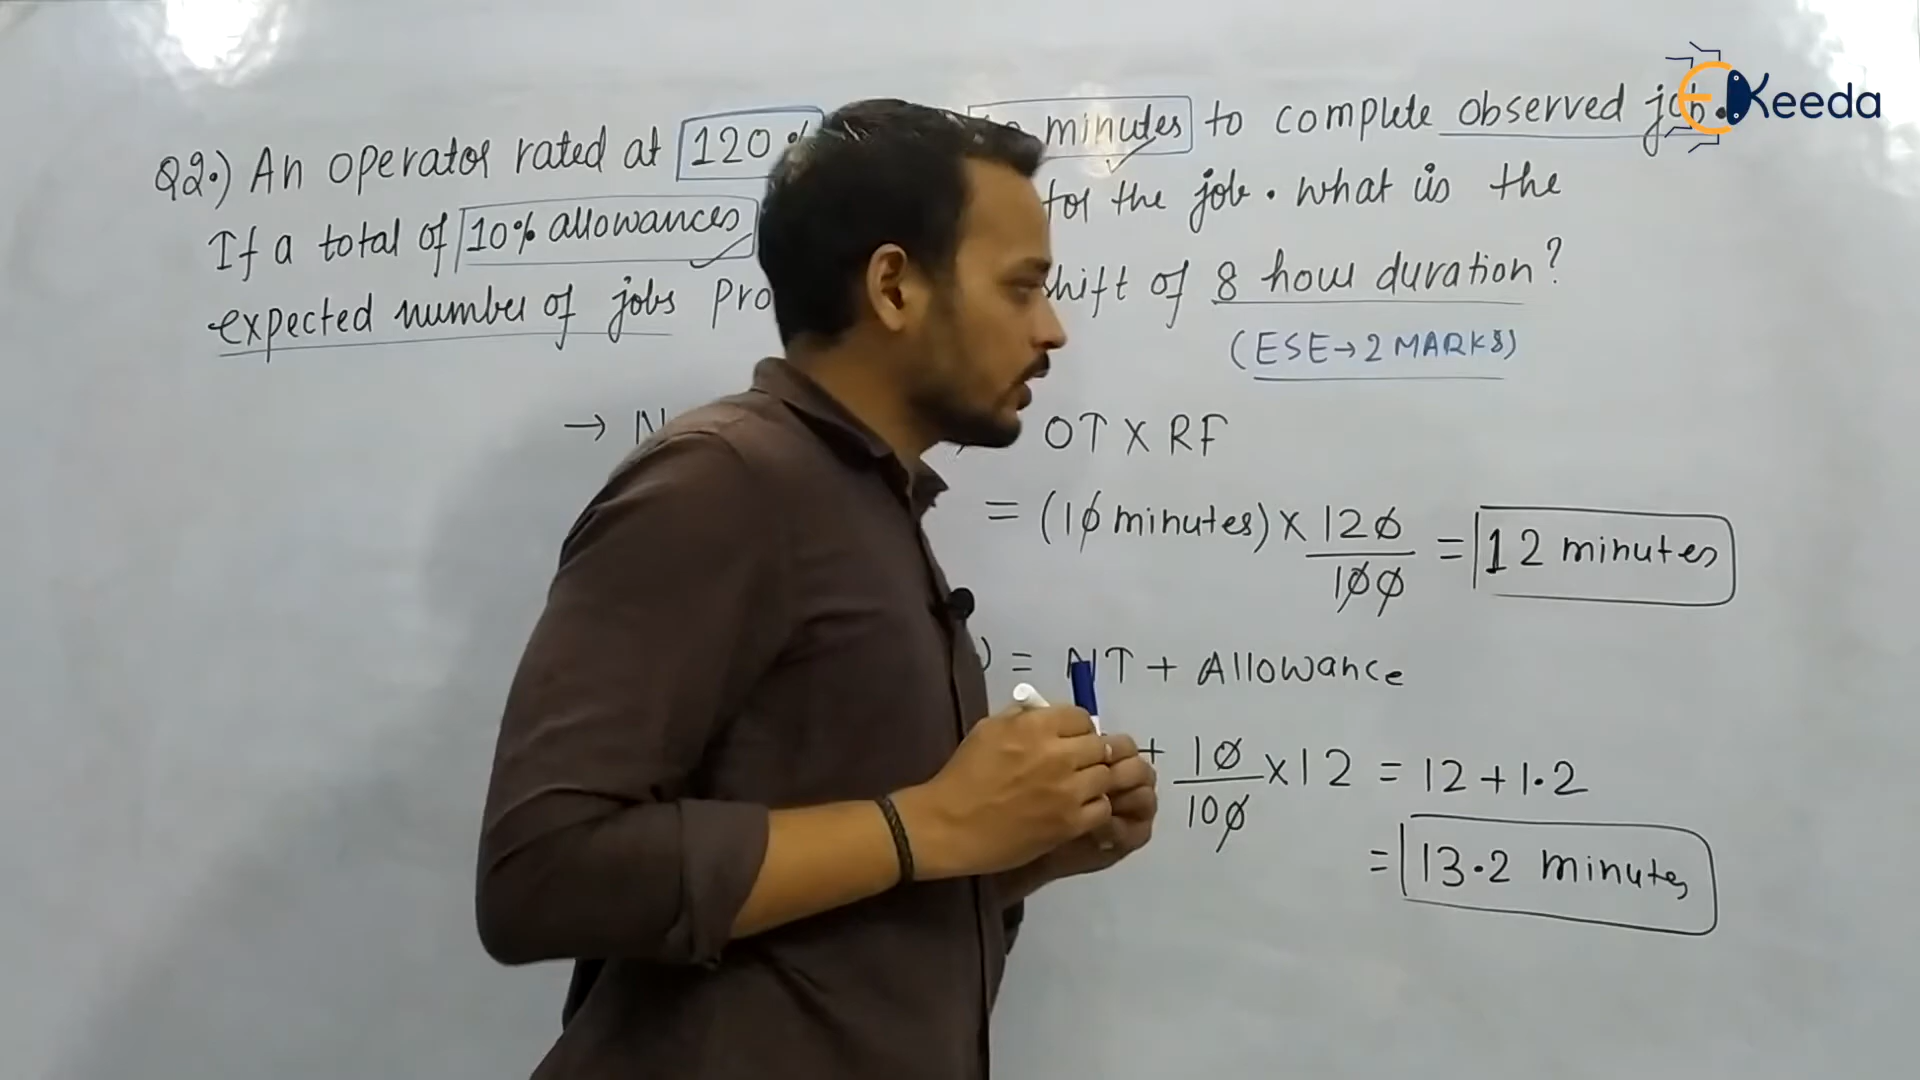 EKeeda
Q2.) An operator rated at 120% minutes to complete observed job.
If a total of 10% allowances for the job. what is the
expected number of jobs shift of 8 hour duration?
(ESE→2 MARKS)
→ OT X RF
= (10 minutes) x 120/100 = 12 minutes
) = NT + Allowance
+ 10/100 x 12 = 12 + 1.2
= 13.2 minutes